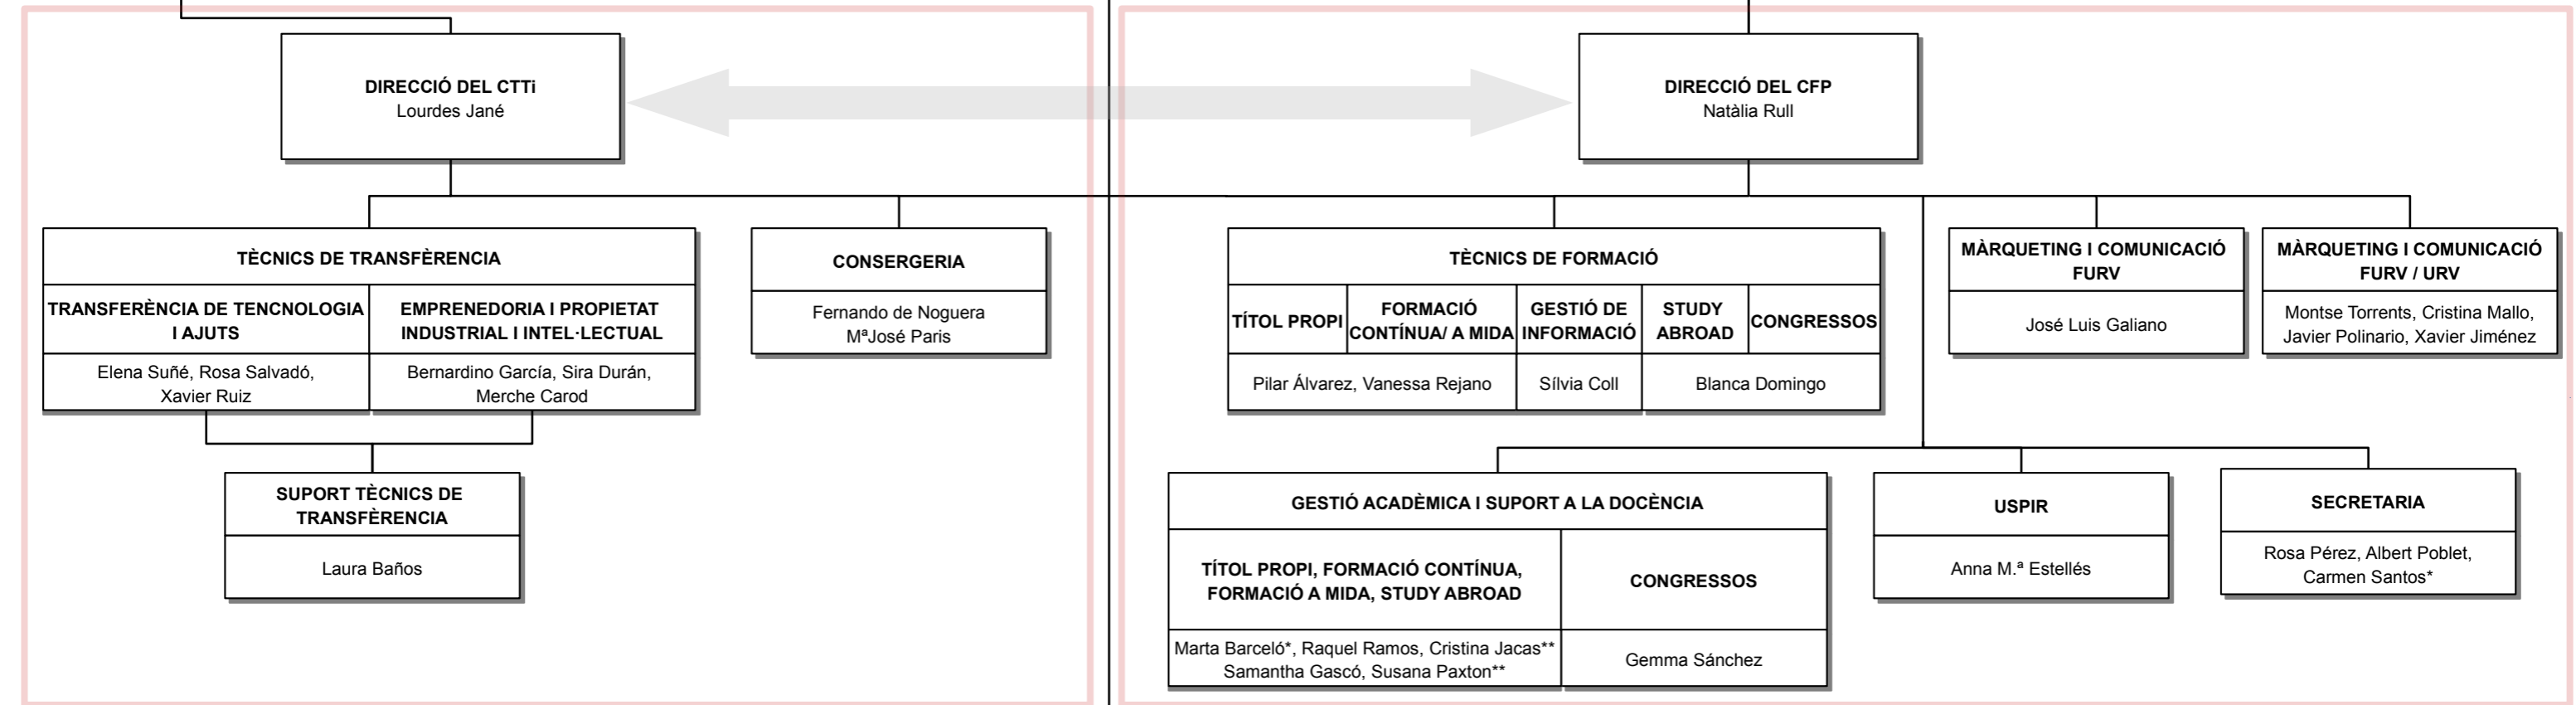 DIRECCIÓ DEL CTTi
Lourdes Jané
DIRECCIÓ DEL CFP
Natàlia Rull
TÈCNICS DE TRANSFÈRENCIA
TRANSFERÈNCIA DE TENCNOLOGIA
I AJUTS
EMPRENEDORIA I PROPIETAT
INDUSTRIAL I INTEL·LECTUAL
Elena Suñé, Rosa Salvadó,
Xavier Ruiz
Bernardino García, Sira Durán,
Merche Carod
CONSERGERIA
Fernando de Noguera
MªJosé Paris
TÈCNICS DE FORMACIÓ
TÍTOL PROPI
FORMACIÓ
CONTÍNUA/ A MIDA
GESTIÓ DE
INFORMACIÓ
STUDY
ABROAD
CONGRESSOS
Pilar Álvarez, Vanessa Rejano
Sílvia Coll
Blanca Domingo
MÀRQUETING I COMUNICACIÓ
FURV
José Luis Galiano
MÀRQUETING I COMUNICACIÓ
FURV / URV
Montse Torrents, Cristina Mallo,
Javier Polinario, Xavier Jiménez
SUPORT TÈCNICS DE
TRANSFÈRENCIA
Laura Baños
GESTIÓ ACADÈMICA I SUPORT A LA DOCÈNCIA
TÍTOL PROPI, FORMACIÓ CONTÍNUA,
FORMACIÓ A MIDA, STUDY ABROAD
CONGRESSOS
Marta Barceló*, Raquel Ramos, Cristina Jacas**
Samantha Gascó, Susana Paxton**
Gemma Sánchez
USPIR
Anna M.ª Estellés
SECRETARIA
Rosa Pérez, Albert Poblet,
Carmen Santos*